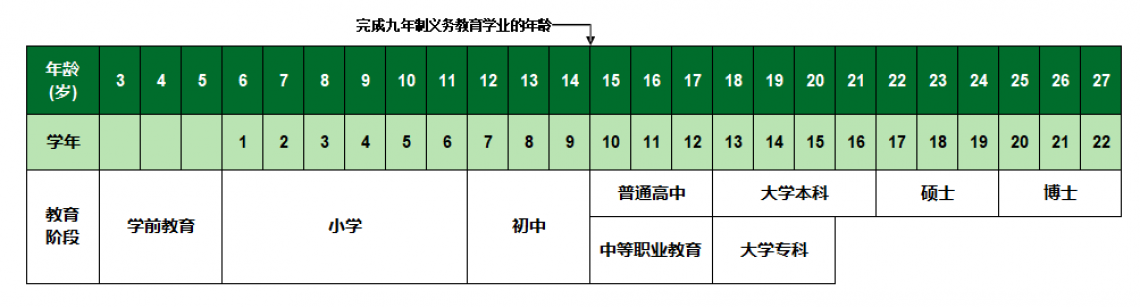 完成九年制义务教育学业的年龄
年龄
(岁)
3 4 5 6 7 8 9 10 11 12 13 14 15 16 17 18 19 20 21 22 23 24 25 26 27
学年 1 2 3 4 5 6 7 8 9 10 11 12 13 14 15 16 17 18 19 20 21 22
教育
阶段
学前教育 小学 初中 普通高中 大学本科 硕士 博士
中等职业教育 大学专科